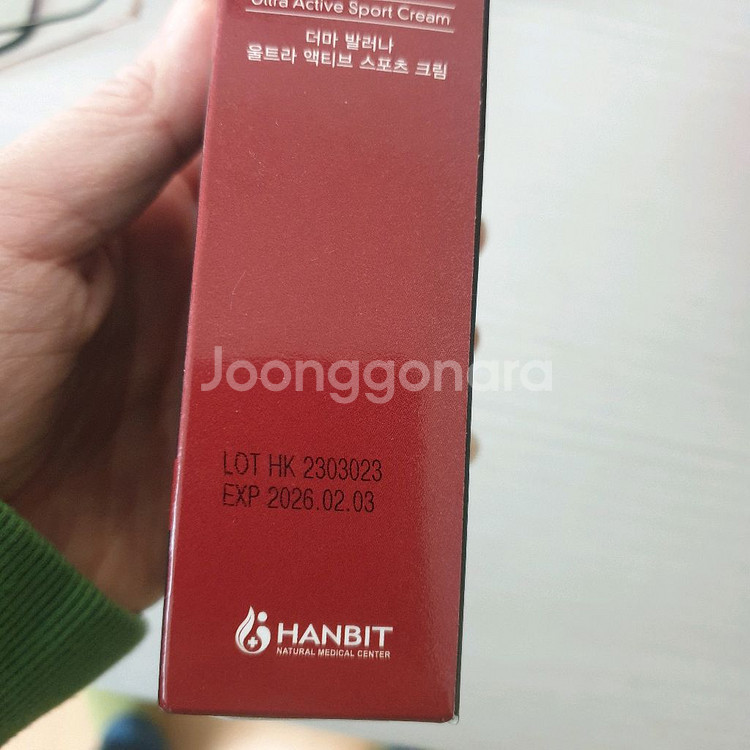 Ultra Active Sport Cream
더마 발러나
울트라 액티브 스포츠 크림
Joonggonara
LOT HK 2303023
EXP 2026.02.03
HANBIT
NATURAL MEDICAL CENTER